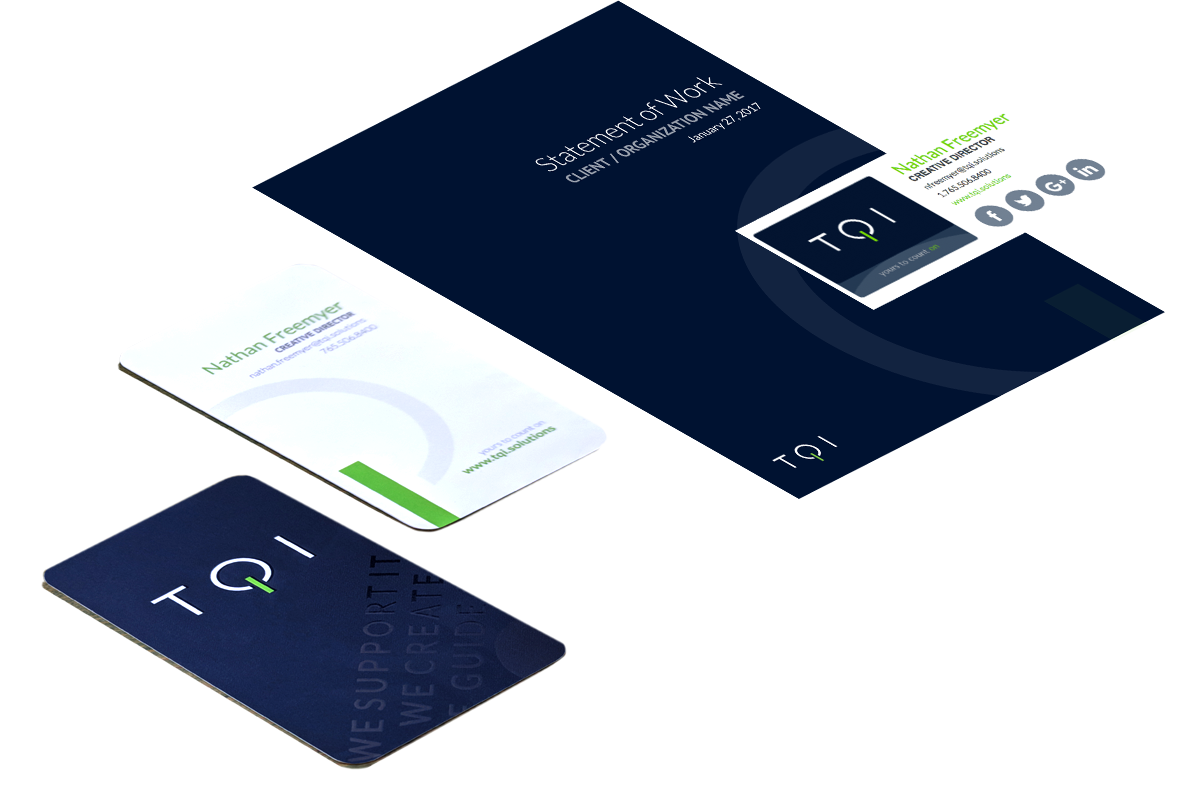 Statement of Work
CLIENT / ORGANIZATION NAME
January 27, 2017
TQI
Nathan Freemyer
CREATIVE DIRECTOR
nfreemyer@tqi.solutions
1.765.506.8400
www.tqi.solutions
f G+ in
TQI
yours to count on
Nathan Freemyer
CREATIVE DIRECTOR
nathan.freemyer@tqi.solutions
765.506.8400
yours to count on
www.tqi.solutions
TQI
WE SUPPORT IT
WE CREATE
E GUIDE